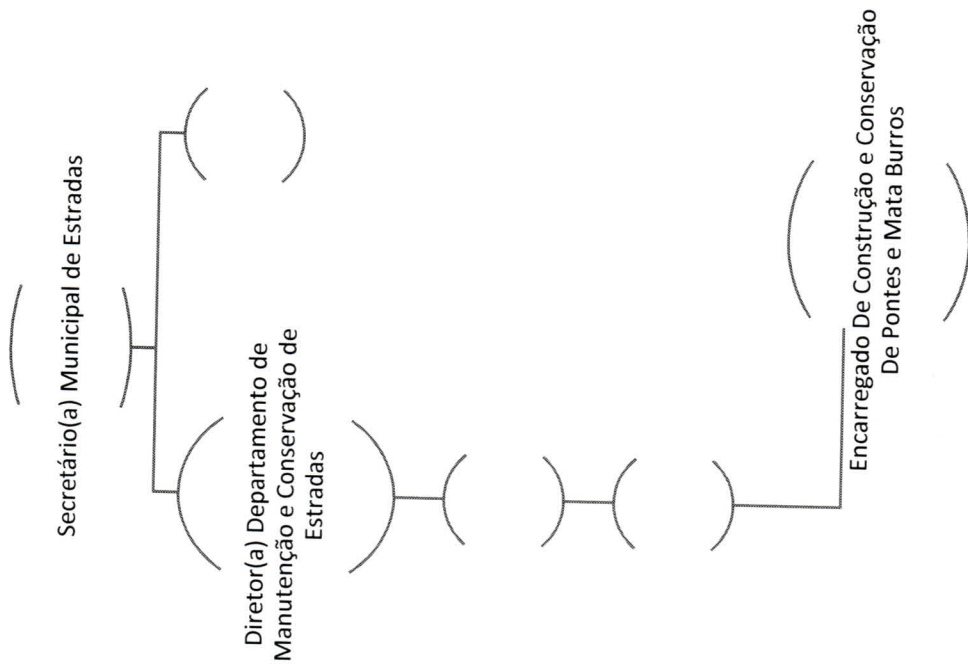 Secretário(a) Municipal de Estradas
Diretor(a) Departamento de
Manutenção e Conservação de
Estradas
Encarregado De Construção e Conservação
De Pontes e Mata Burros